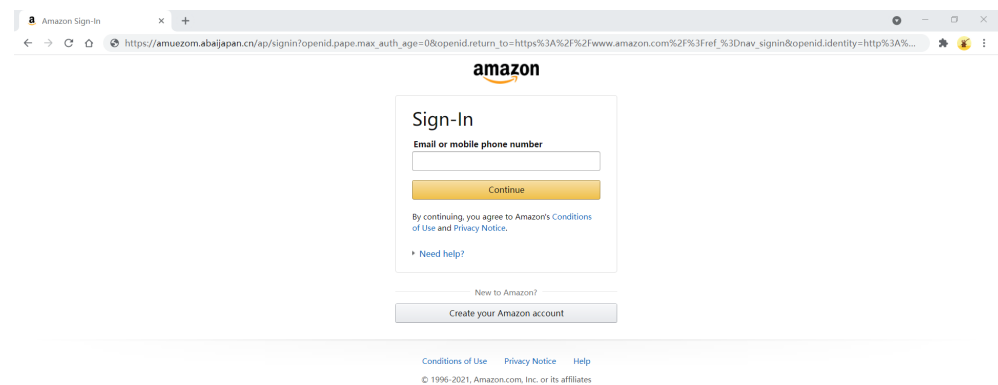 Amazon Sign-In
https://amuezom.abaijapan.cn/ap/signin?openid.pape.max_auth_age=0&openid.return_to=https%3A%2F%2Fwww.amazon.com%2F%3Fref_%3Dnav_signin&openid.identity=http%3A%...
amazon
Sign-In
Email or mobile phone number
Continue
By continuing, you agree to Amazon's Conditions
of Use and Privacy Notice.
Need help?
New to Amazon?
Create your Amazon account
Conditions of Use Privacy Notice Help
© 1996-2021, Amazon.com, Inc. or its affiliates